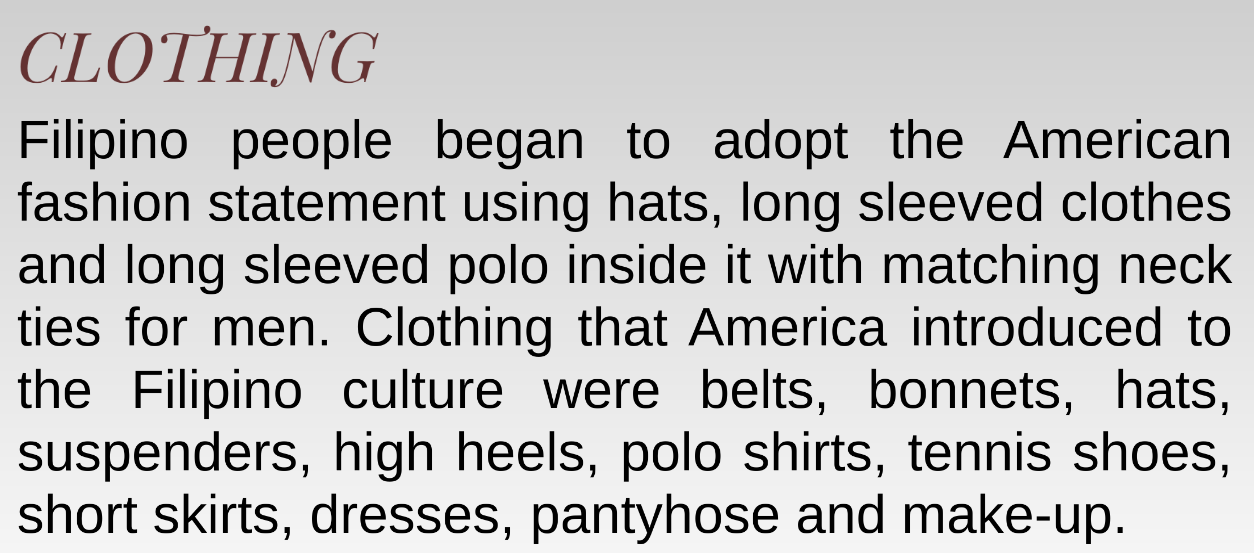 CLOTHING
Filipino people began to adopt the American
fashion statement using hats, long sleeved clothes
and long sleeved polo inside it with matching neck
ties for men. Clothing that America introduced to
the Filipino culture were belts, bonnets, hats,
suspenders, high heels, polo shirts, tennis shoes,
short skirts, dresses, pantyhose and make-up.